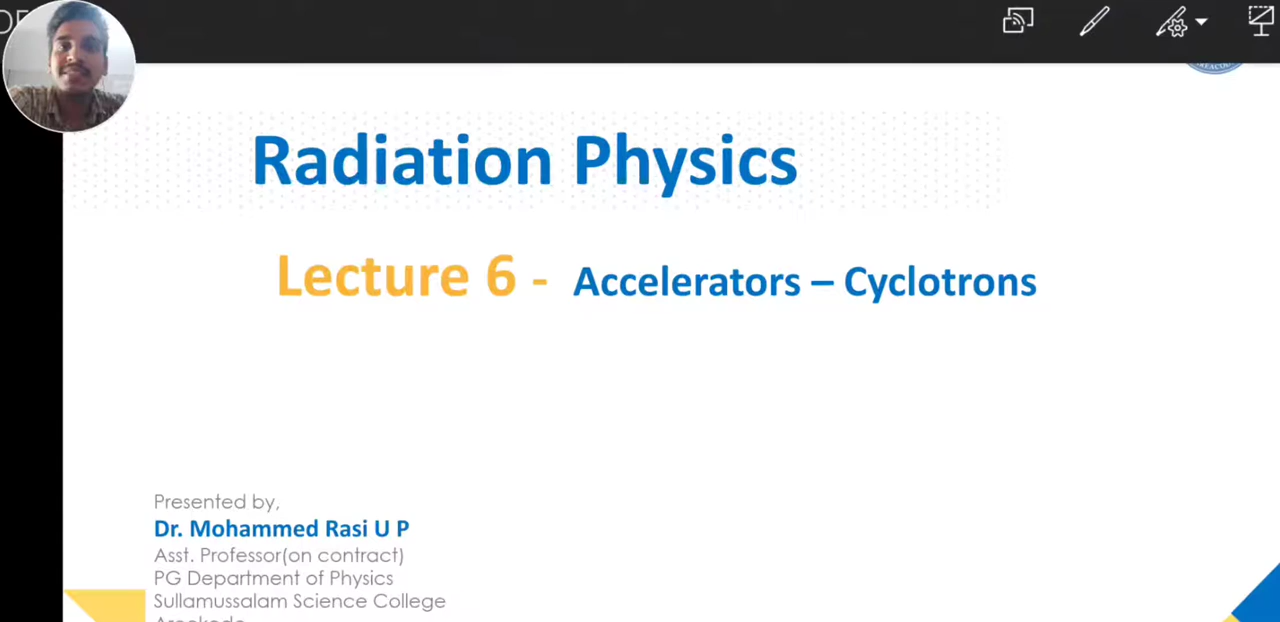 Radiation Physics
Lecture 6 - Accelerators – Cyclotrons
Presented by,
Dr. Mohammed Rasi U P
Asst. Professor(on contract)
PG Department of Physics
Sullamussalam Science College